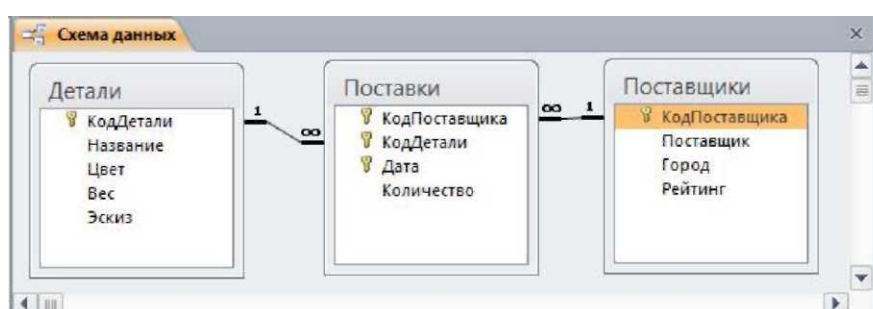 Схема данных
Детали
КодДетали
Название
Цвет
Вес
Эскиз
1
∞
Поставки
КодПоставщика
КодДетали
Дата
Количество
∞
1
Поставщики
КодПоставщика
Поставщик
Город
Рейтинг